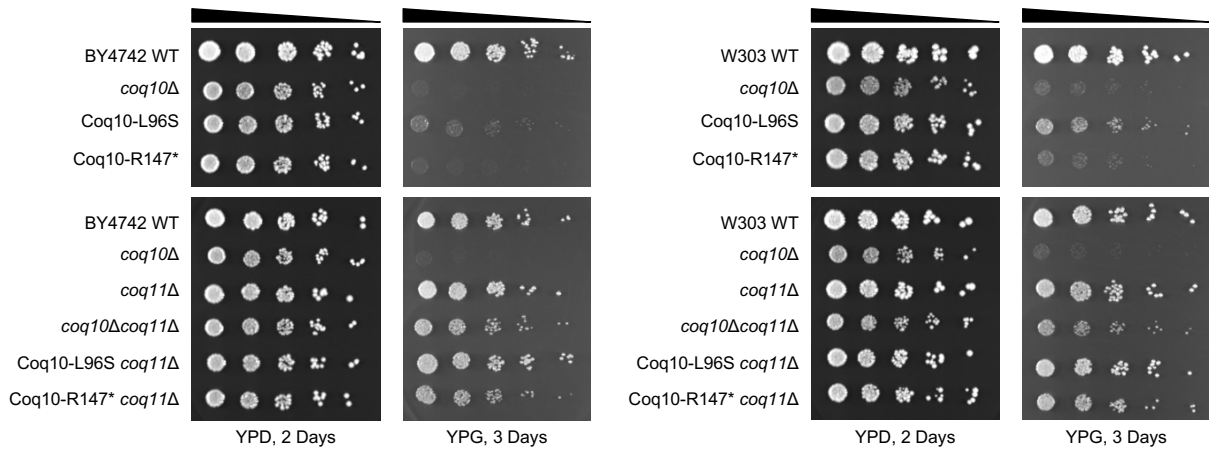 BY4742 WT
coq10Δ
Coq10-L96S
Coq10-R147*
W303 WT
coq10Δ
Coq10-L96S
Coq10-R147*
BY4742 WT
coq10Δ
coq11Δ
coq10Δcoq11Δ
Coq10-L96S coq11Δ
Coq10-R147* coq11Δ
YPD, 2 Days
YPG, 3 Days
W303 WT
coq10Δ
coq11Δ
coq10Δcoq11Δ
Coq10-L96S coq11Δ
Coq10-R147* coq11Δ
YPD, 2 Days
YPG, 3 Days